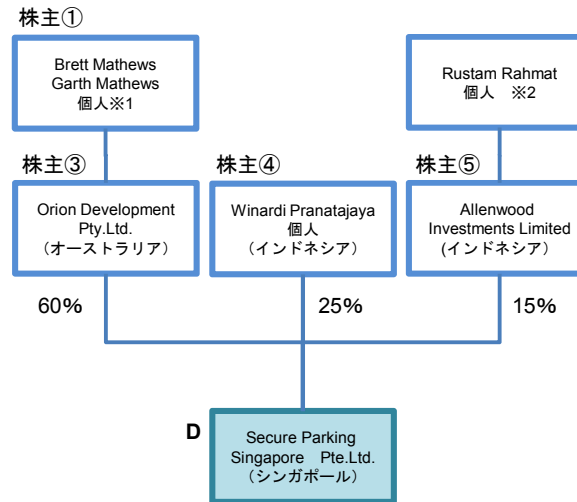 株主①
Brett Mathews
Garth Mathews
個人※1
Rustam Rahmat
個人　※2
株主③
Orion Development
Pty.Ltd.
（オーストラリア）
株主④
Winardi Pranatajaya
個人
（インドネシア）
株主⑤
Allenwood
Investments Limited
(インドネシア）
60%
25%
15%
D
Secure Parking
Singapore　Pte.Ltd.
（シンガポール）